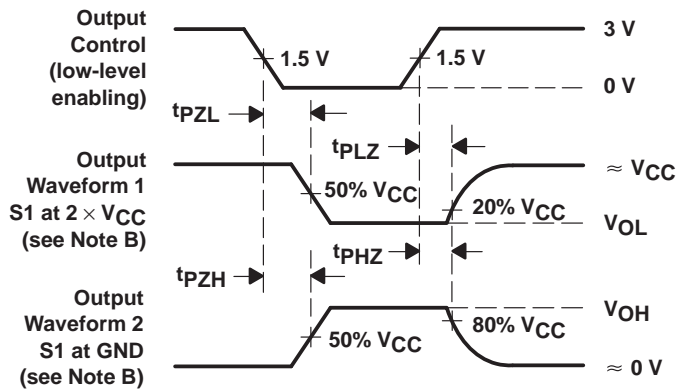 Output
Control
(low-level
enabling)
1.5 V
1.5 V
3 V
0 V
tPZL
tPLZ
Output
Waveform 1
S1 at 2 × VCC
(see Note B)
50% VCC
20% VCC
≈ VCC
VOL
tPZH
tPHZ
Output
Waveform 2
S1 at GND
(see Note B)
50% VCC
80% VCC
VOH
≈ 0 V